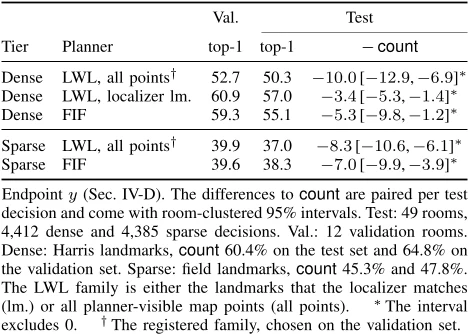 Val. Test
Tier Planner top-1 top-1 − count
Dense LWL, all points† 52.7 50.3 −10.0 [−12.9, −6.9]*
Dense LWL, localizer lm. 60.9 57.0 −3.4 [−5.3, −1.4]*
Dense FIF 59.3 55.1 −5.3 [−9.8, −1.2]*
Sparse LWL, all points† 39.9 37.0 −8.3 [−10.6, −6.1]*
Sparse FIF 39.6 38.3 −7.0 [−9.9, −3.9]*
Endpoint y (Sec. IV-D). The differences to count are paired per test
decision and come with room-clustered 95% intervals. Test: 49 rooms,
4,412 dense and 4,385 sparse decisions. Val.: 12 validation rooms.
Dense: Harris landmarks, count 60.4% on the test set and 64.8% on
the validation set. Sparse: field landmarks, count 45.3% and 47.8%.
The LWL family is either the landmarks that the localizer matches
(lm.) or all planner-visible map points (all points). * The interval
excludes 0. † The registered family, chosen on the validation set.